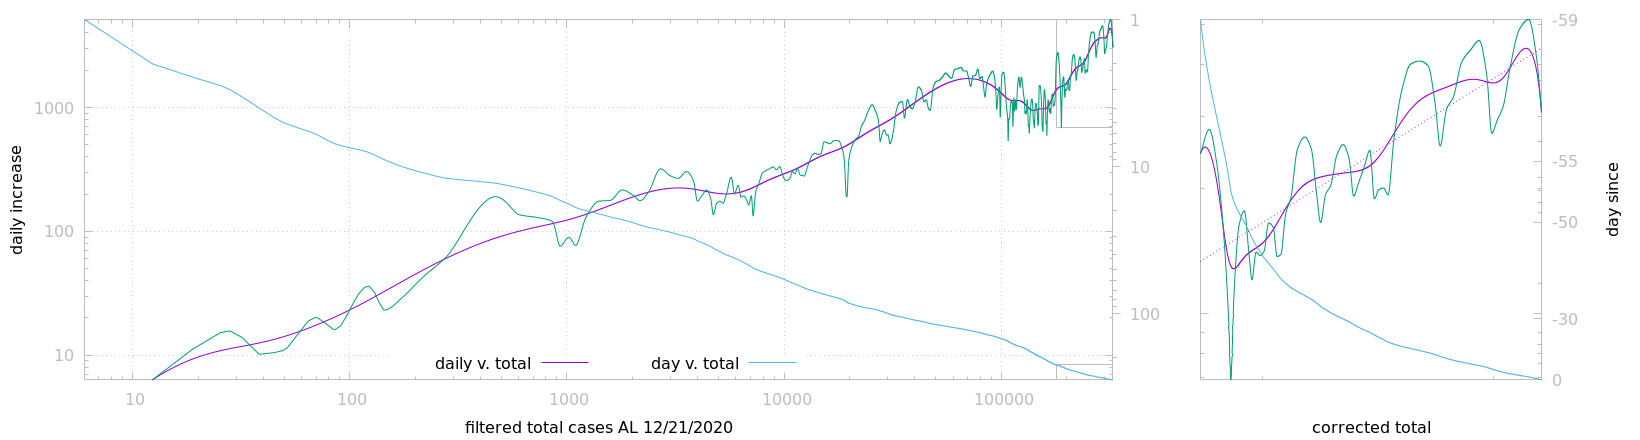 1
-59
1000
daily increase
10
-55
day since
100
-50
100
-30
10
daily v. total
day v. total
0
10
100
1000
10000
100000
filtered total cases AL 12/21/2020
corrected total